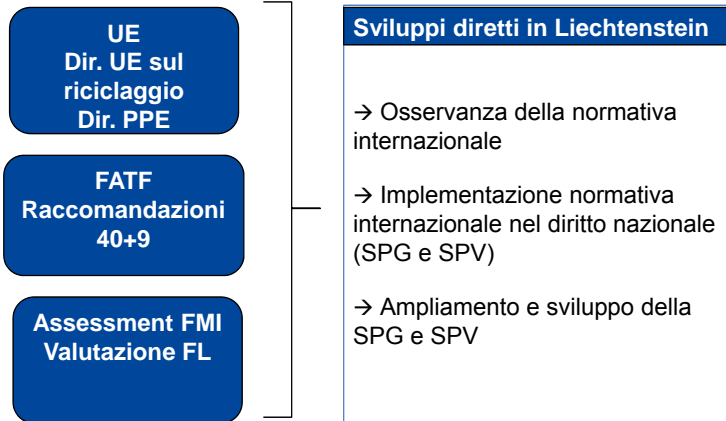 UE
Dir. UE sul
riciclaggio
Dir. PPE
FATF
Raccomandazioni
40+9
Assessment FMI
Valutazione FL
Sviluppi diretti in Liechtenstein
→ Osservanza della normativa
internazionale
→ Implementazione normativa
internazionale nel diritto nazionale
(SPG e SPV)
→ Ampliamento e sviluppo della
SPG e SPV